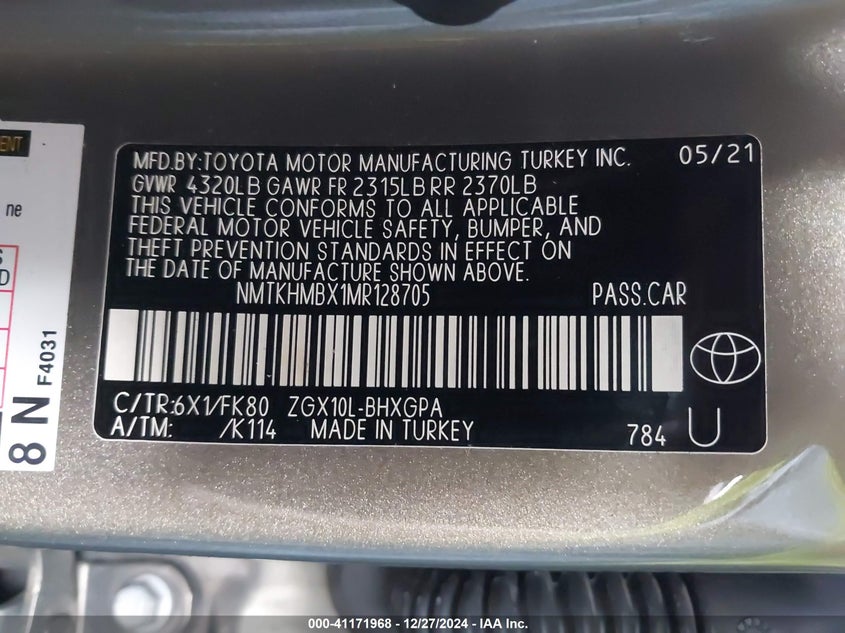 MFD.BY:TOYOTA MOTOR MANUFACTURING TURKEY INC. 05/21
GVWR 4320LB GAWR FR 2315LB RR 2370LB
THIS VEHICLE CONFORMS TO ALL APPLICABLE
FEDERAL MOTOR VEHICLE SAFETY, BUMPER, AND
THEFT PREVENTION STANDARDS IN EFFECT ON
THE DATE OF MANUFACTURE SHOWN ABOVE.
NMTKHMBX1MR128705 PASS.CAR
C/TR:6X1/FK80 ZGX10L-BHXGPA
A/TM: /K114 MADE IN TURKEY 784 U
ne
D
8 N F4031
000-41171968 - 12/27/2024 - IAA Inc.